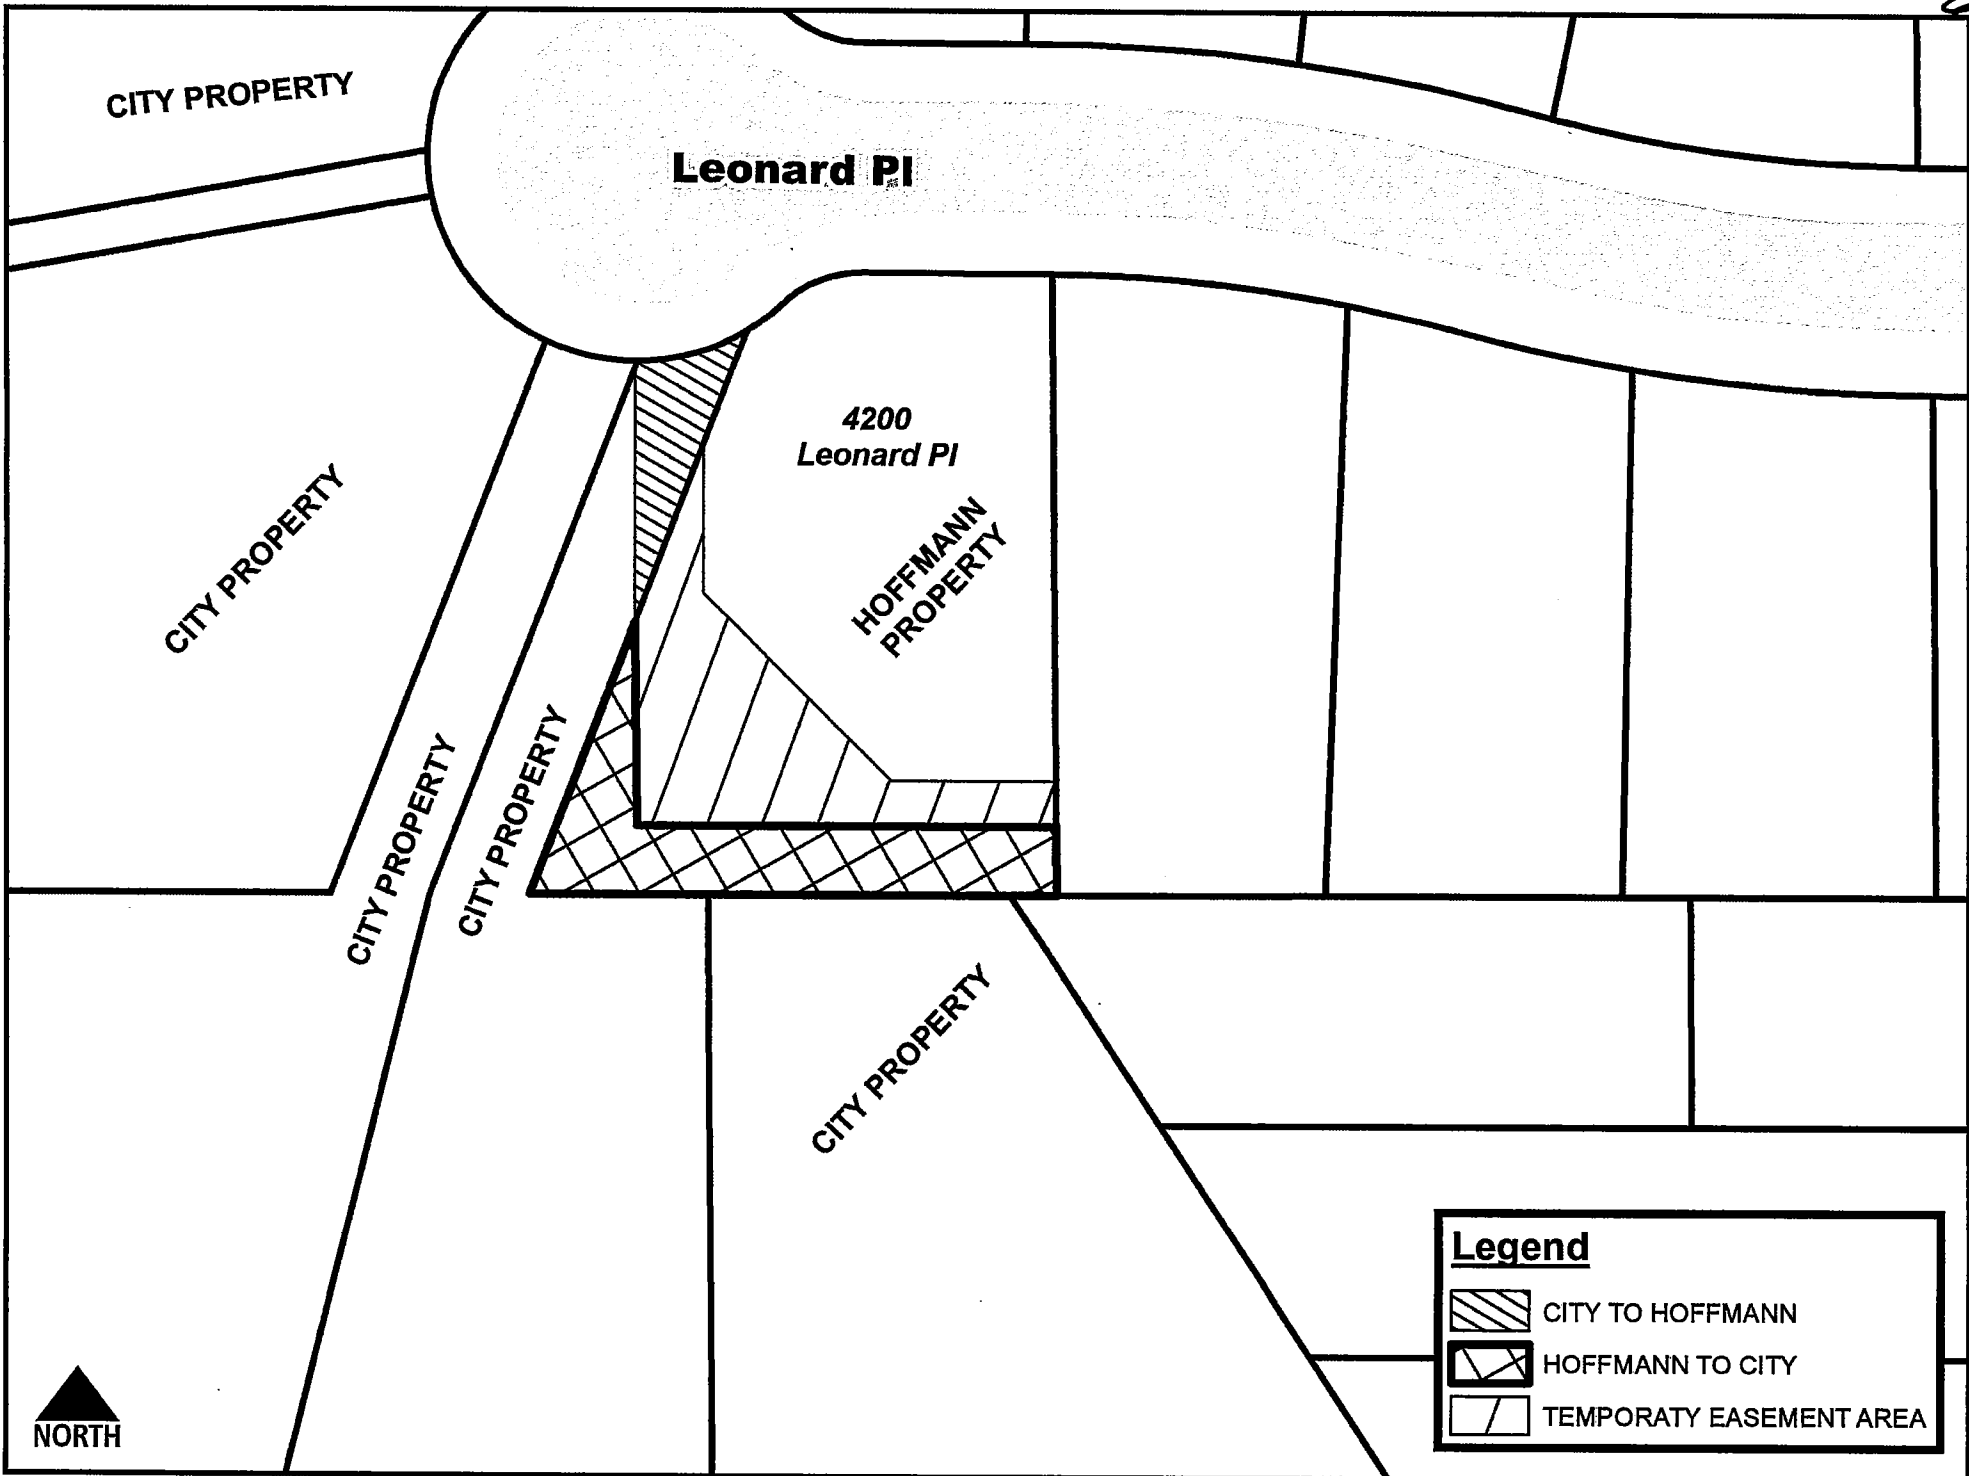 CITY PROPERTY
Leonard Pl
4200
Leonard Pl
HOFFMANN
PROPERTY
CITY PROPERTY
CITY PROPERTY
CITY PROPERTY
CITY PROPERTY
Legend
CITY TO HOFFMANN
HOFFMANN TO CITY
TEMPORATY EASEMENT AREA
NORTH